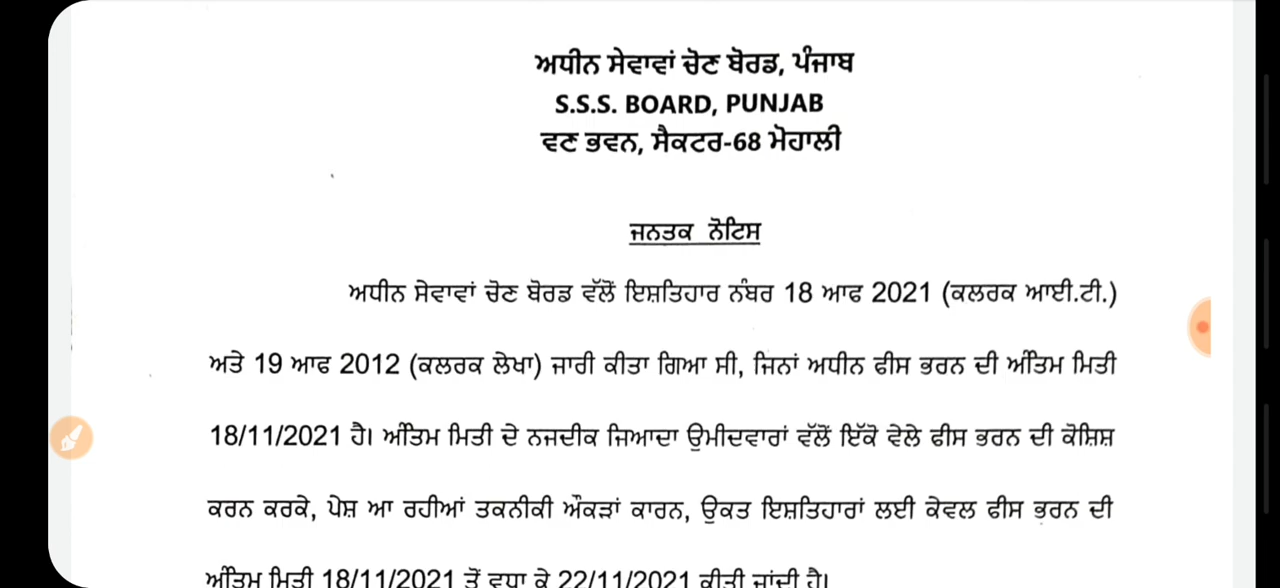 ਅਧੀਨ ਸੇਵਾਵਾਂ ਚੋਣ ਬੋਰਡ, ਪੰਜਾਬ
S.S.S. BOARD, PUNJAB
ਵਣ ਭਵਨ, ਸੈਕਟਰ-68 ਮੋਹਾਲੀ
ਜਨਤਕ ਨੋਟਿਸ
ਅਧੀਨ ਸੇਵਾਵਾਂ ਚੋਣ ਬੋਰਡ ਵੱਲੋਂ ਇਸ਼ਤਿਹਾਰ ਨੰਬਰ 18 ਆਫ 2021 (ਕਲਰਕ ਆਈ.ਟੀ.)
ਅਤੇ 19 ਆਫ 2012 (ਕਲਰਕ ਲੇਖਾ) ਜਾਰੀ ਕੀਤਾ ਗਿਆ ਸੀ, ਜਿਨਾਂ ਅਧੀਨ ਫੀਸ ਭਰਨ ਦੀ ਅੰਤਿਮ ਮਿਤੀ
18/11/2021 ਹੈ। ਅੰਤਿਮ ਮਿਤੀ ਦੇ ਨਜਦੀਕ ਜਿਆਦਾ ਉਮੀਦਵਾਰਾਂ ਵੱਲੋਂ ਇੱਕੋ ਵੇਲੇ ਫੀਸ ਭਰਨ ਦੀ ਕੋਸ਼ਿਸ਼
ਕਰਨ ਕਰਕੇ, ਪੇਸ਼ ਆ ਰਹੀਆਂ ਤਕਨੀਕੀ ਔਕੜਾਂ ਕਾਰਨ, ਉਕਤ ਇਸ਼ਤਿਹਾਰਾਂ ਲਈ ਕੇਵਲ ਫੀਸ ਭਰਨ ਦੀ
ਅੰਤਿਮ ਮਿਤੀ 18/11/2021 ਤੋਂ ਵਧਾ ਕੇ 22/11/2021 ਕੀਤੀ ਜਾਂਦੀ ਹੈ।